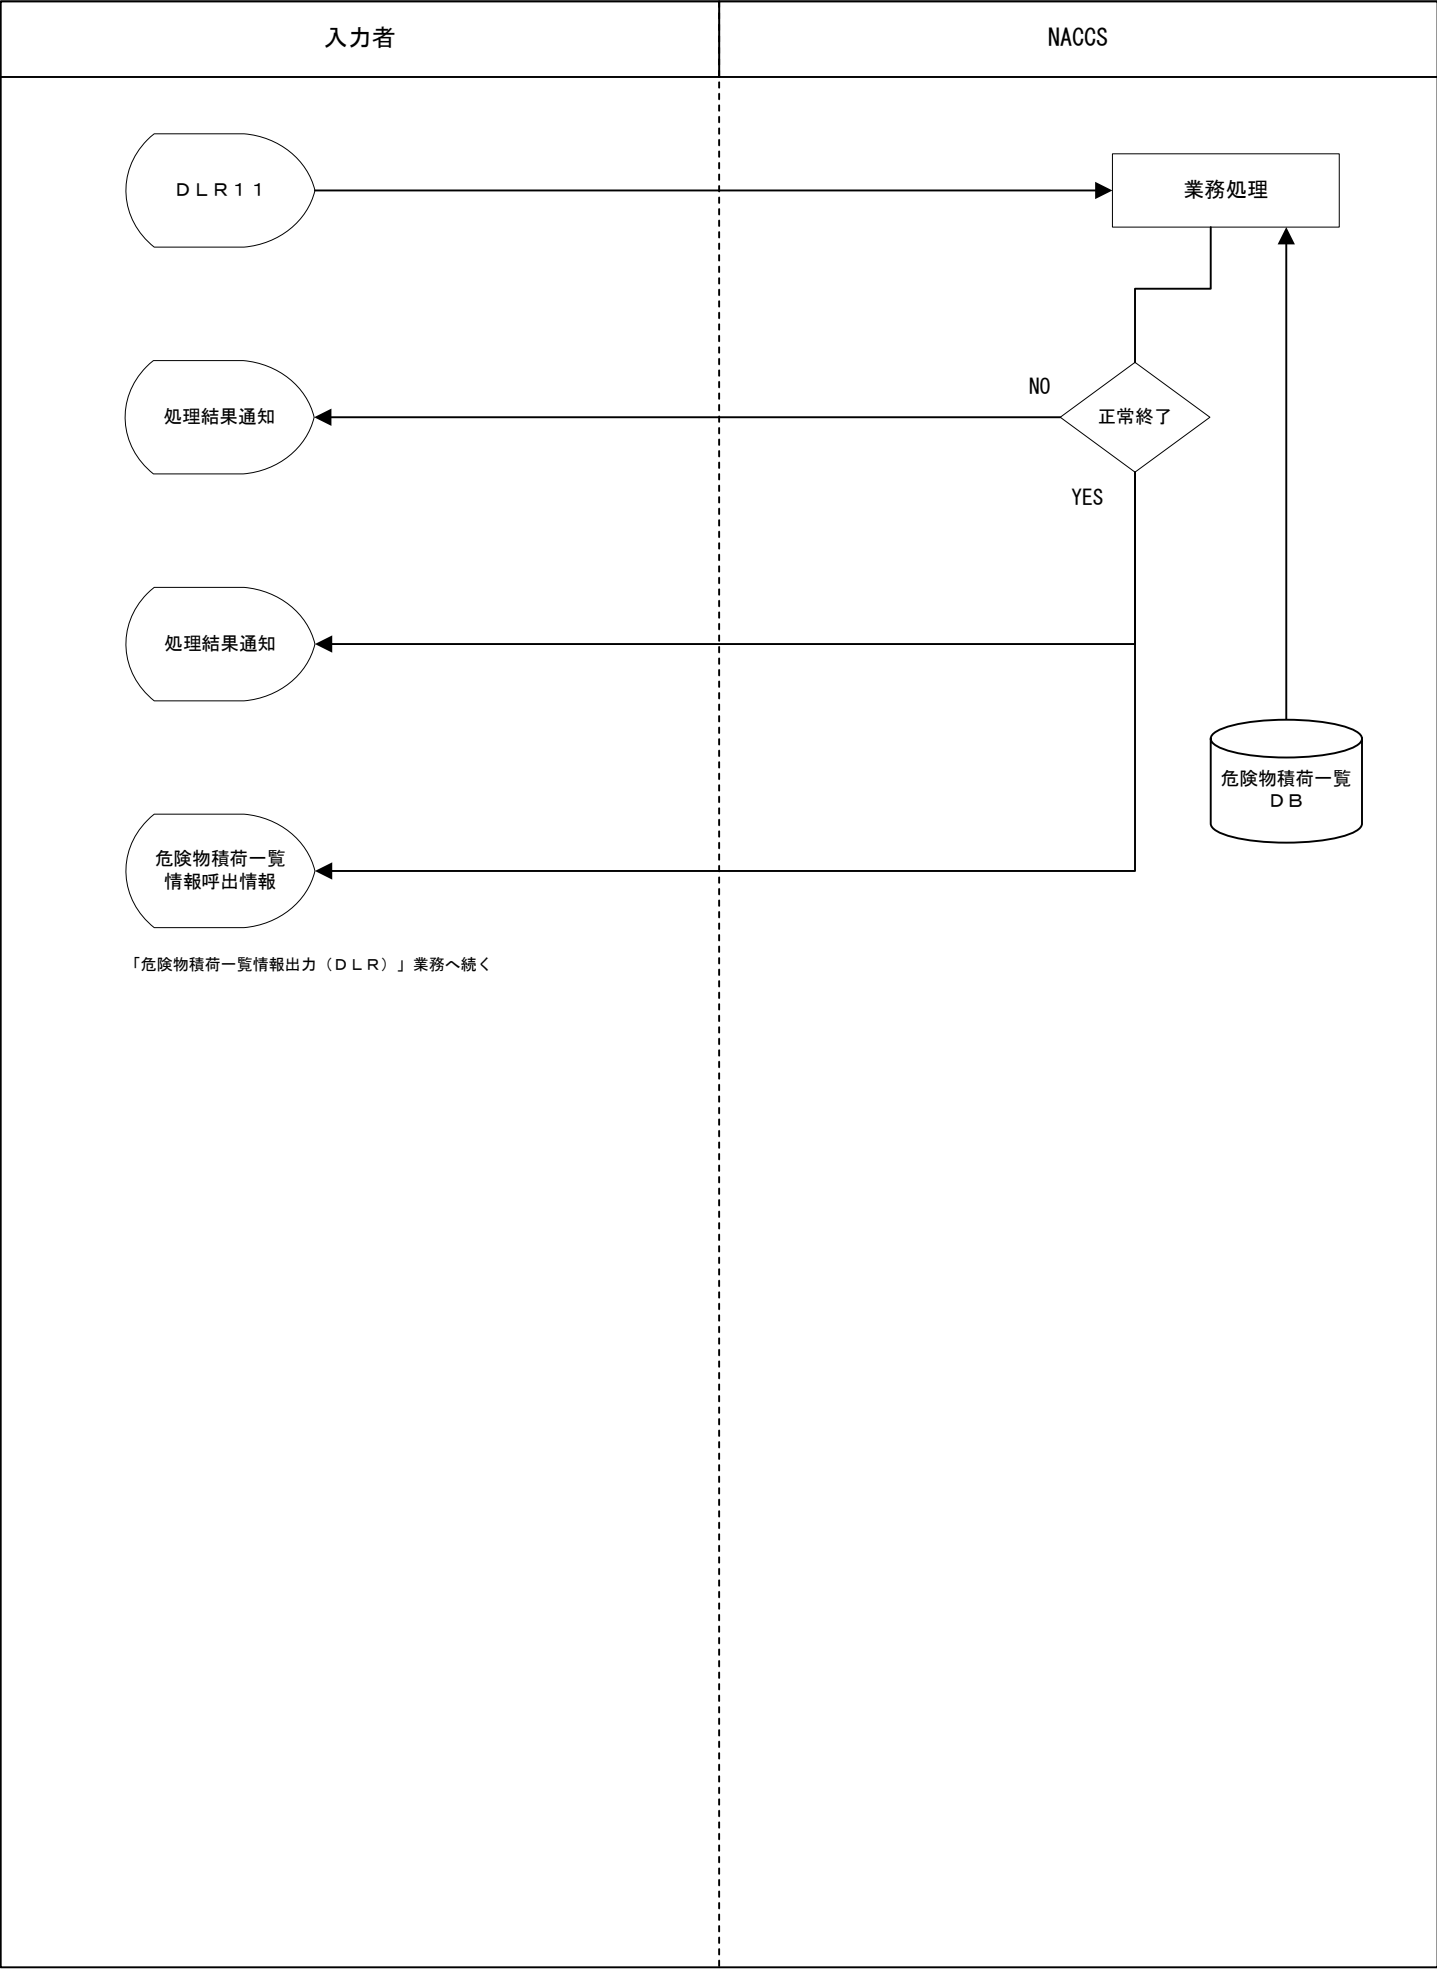 入力者
NACCS
ＤＬＲ１１
業務処理
NO
処理結果通知
正常終了
YES
処理結果通知
危険物積荷一覧
ＤＢ
危険物積荷一覧
情報呼出情報
「危険物積荷一覧情報出力（ＤＬＲ）」業務へ続く